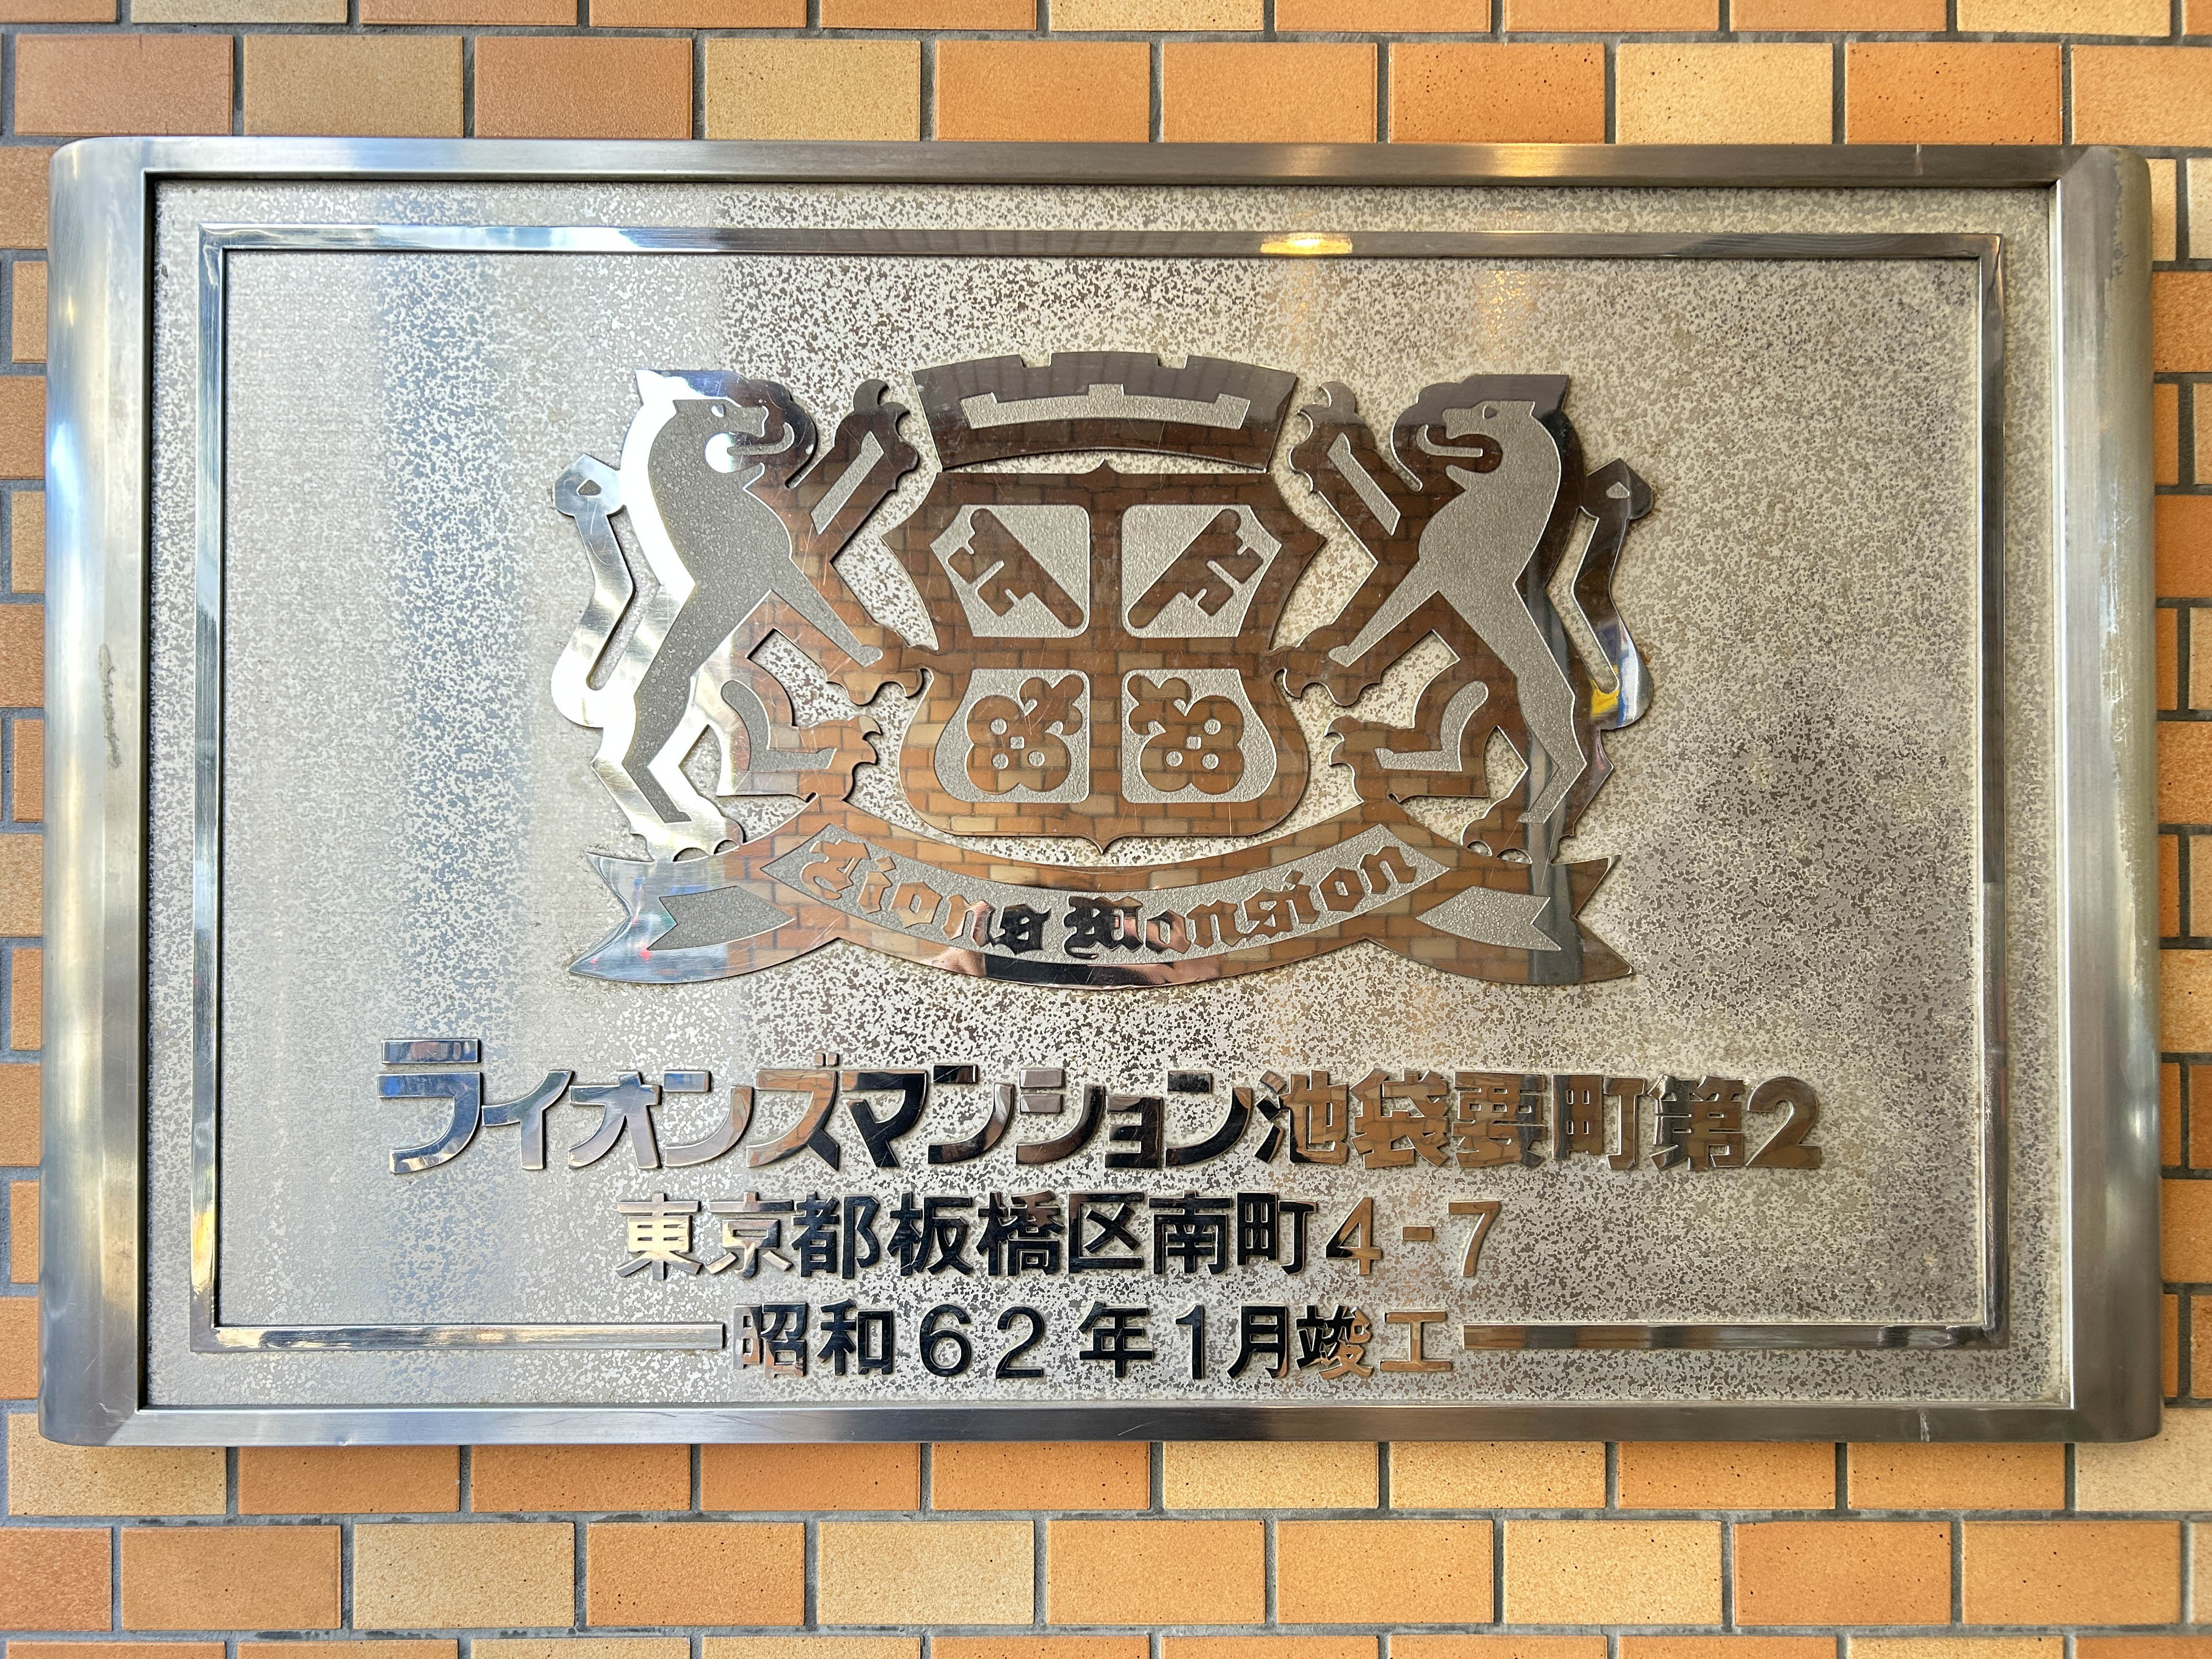 Lions Mansion
ライオンズマンション池袋要町第2
東京都板橋区南町4-7
昭和62年1月竣工